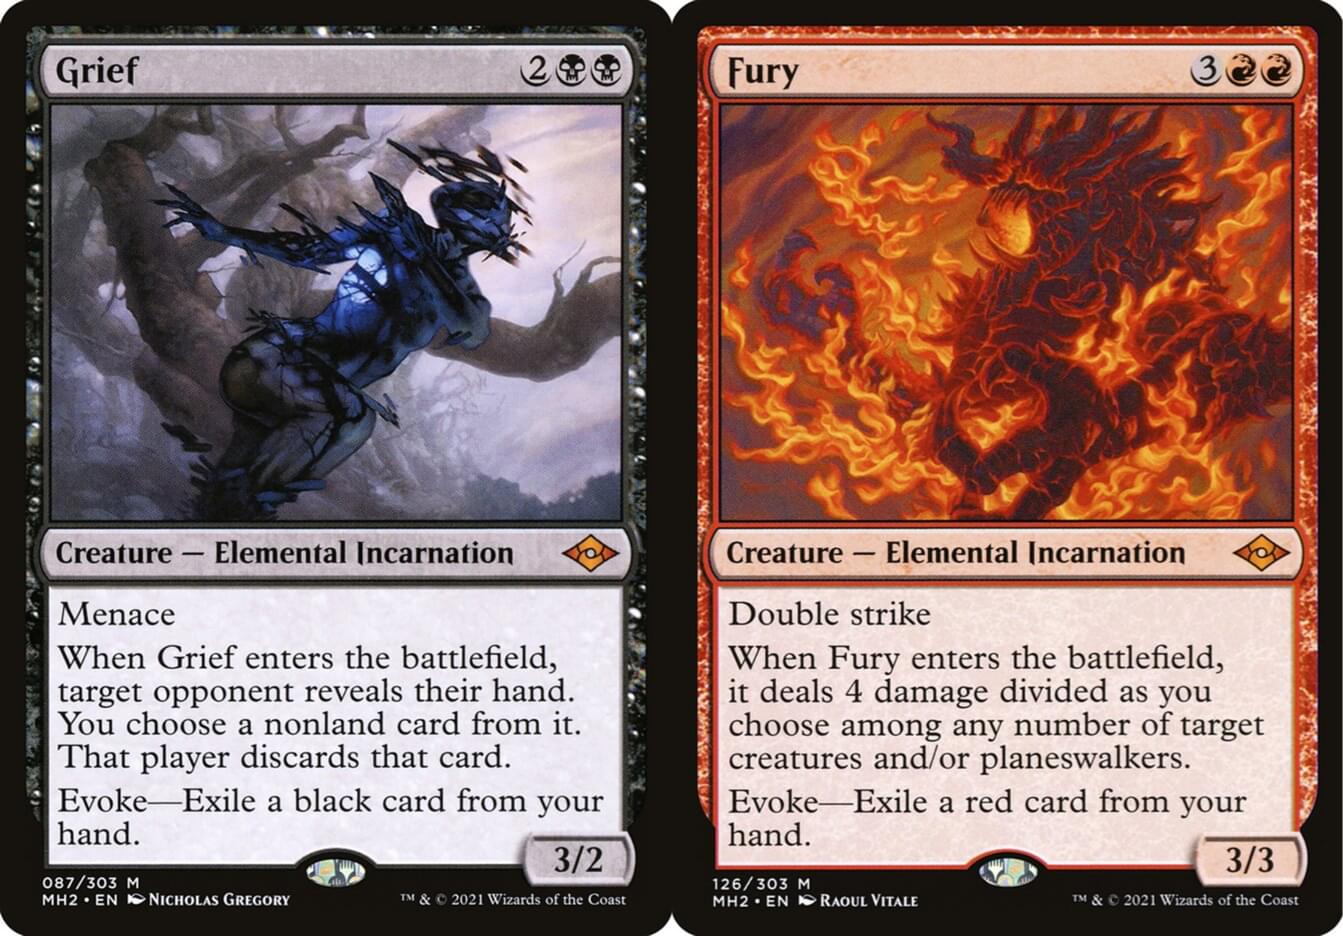 Grief
2
Creature — Elemental Incarnation
Menace
When Grief enters the battlefield,
target opponent reveals their hand.
You choose a nonland card from it.
That player discards that card.
Evoke—Exile a black card from your
hand.
3/2
087/303 M
MH2 • EN Nicholas Gregory
™ & © 2021 Wizards of the Coast
Fury
3
Creature — Elemental Incarnation
Double strike
When Fury enters the battlefield,
it deals 4 damage divided as you
choose among any number of target
creatures and/or planeswalkers.
Evoke—Exile a red card from your
hand.
3/3
126/303 M
MH2 • EN Raoul Vitale
™ & © 2021 Wizards of the Coast